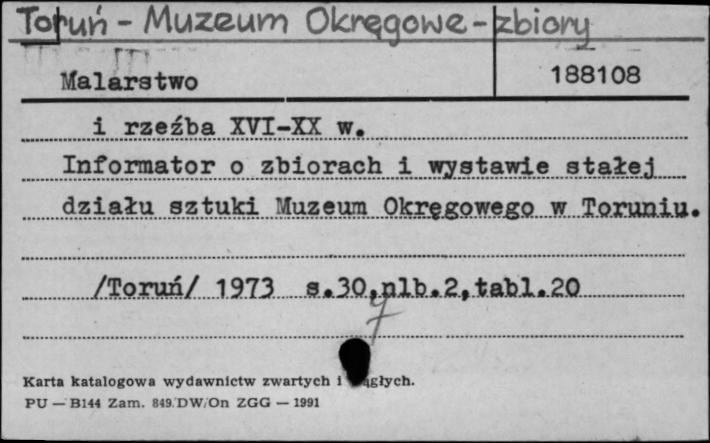 Toruń - Muzeum Okręgowe - zbiory
Malarstwo 188108
i rzeźba XVI-XX w.
Informator o zbiorach i wystawie stałej
działu sztuki Muzeum Okręgowego w Toruniu.
/Toruń/ 1973 s.30,nlb.2,tabl.20
Karta katalogowa wydawnictw zwartych i
PU — B144 Zam. 849. DW/On ZGG — 1991